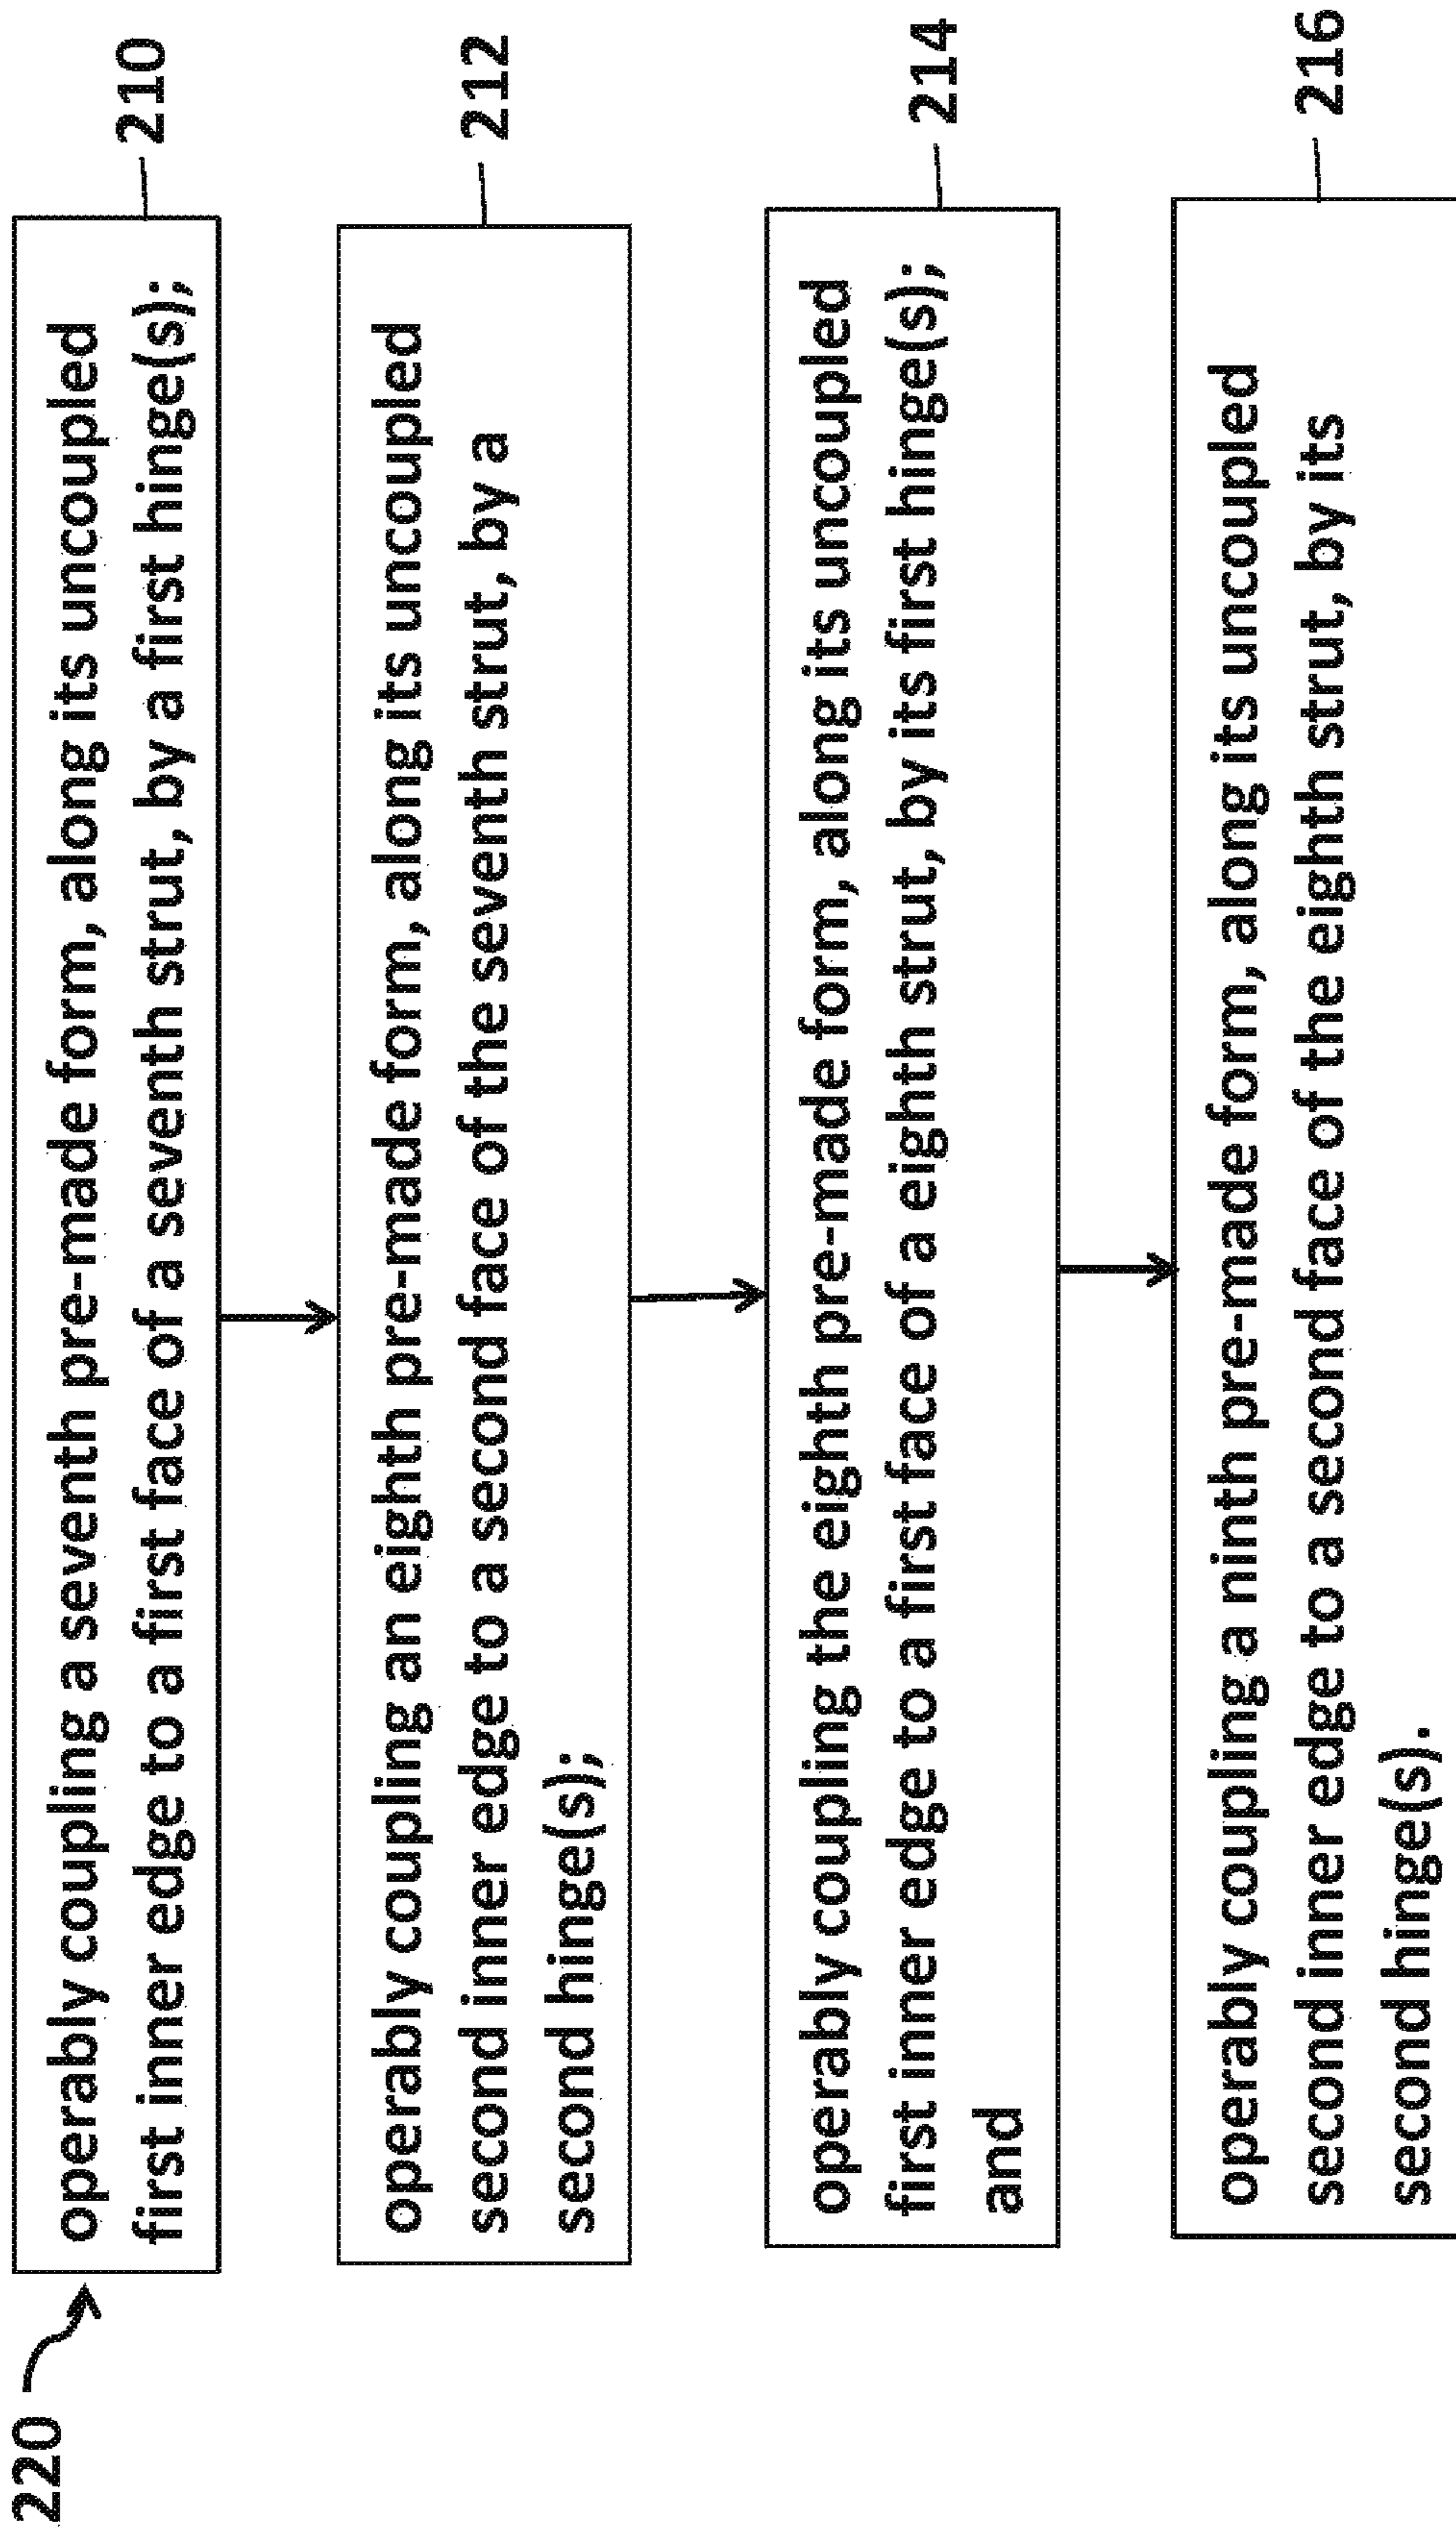 220
operably coupling a seventh pre-made form, along its uncoupled
first inner edge to a first face of a seventh strut, by a first hinge(s);
210
operably coupling an eighth pre-made form, along its uncoupled
second inner edge to a second face of the seventh strut, by a
second hinge(s);
212
operably coupling the eighth pre-made form, along its uncoupled
first inner edge to a first face of a eighth strut, by its first hinge(s);
and
214
operably coupling a ninth pre-made form, along its uncoupled
second inner edge to a second face of the eighth strut, by its
second hinge(s).
216